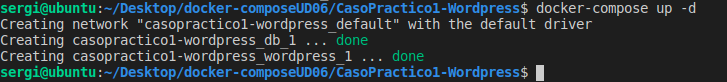 sergi@ubuntu:~/Desktop/docker-composeUD06/CasoPractico1-Wordpress$ docker-compose up -d
Creating network "casopractico1-wordpress_default" with the default driver
Creating casopractico1-wordpress_db_1 ... done
Creating casopractico1-wordpress_wordpress_1 ... done
sergi@ubuntu:~/Desktop/docker-composeUD06/CasoPractico1-Wordpress$